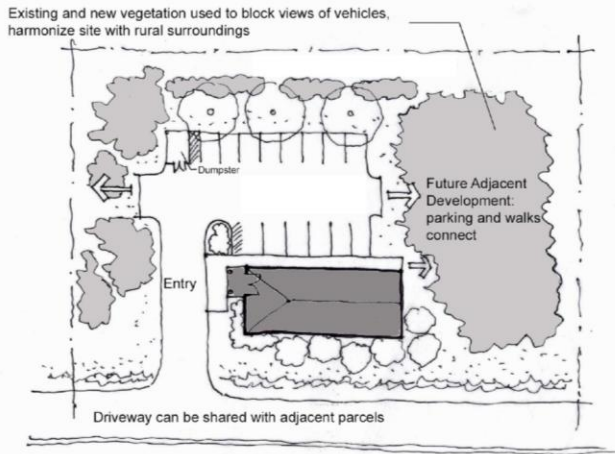 Existing and new vegetation used to block views of vehicles,
harmonize site with rural surroundings
Dumpster
Future Adjacent
Development:
parking and walks
connect
Entry
Driveway can be shared with adjacent parcels